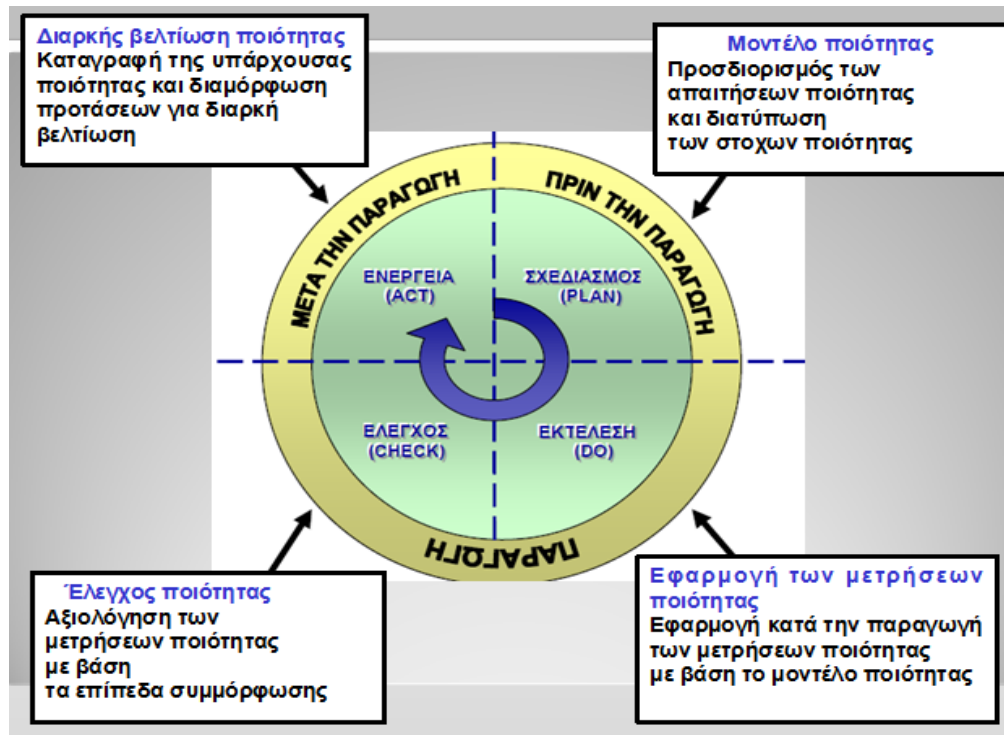 Διαρκής βελτίωση ποιότητας
Καταγραφή της υπάρχουσας
ποιότητας και διαμόρφωση
προτάσεων για διαρκή
βελτίωση
Μοντέλο ποιότητας
Προσδιορισμός των
απαιτήσεων ποιότητας
και διατύπωση
των στοχων ποιότητας
ΜΕΤΑ ΤΗΝ ΠΑΡΑΓΩΓΗ
ΠΡΙΝ ΤΗΝ ΠΑΡΑΓΩΓΗ
ΕΝΕΡΓΕΙΑ
(ACT)
ΣΧΕΔΙΑΣΜΟΣ
(PLAN)
ΕΛΕΓΧΟΣ
(CHECK)
ΕΚΤΕΛΕΣΗ
(DO)
ΠΑΡΑΓΩΓΗ
Έλεγχος ποιότητας
Αξιολόγηση των
μετρήσεων ποιότητας
με βάση
τα επίπεδα συμμόρφωσης
Εφαρμογή των μετρήσεων
ποιότητας
Εφαρμογή κατά την παραγωγή
των μετρήσεων ποιότητας
με βάση το μοντέλο ποιότητας